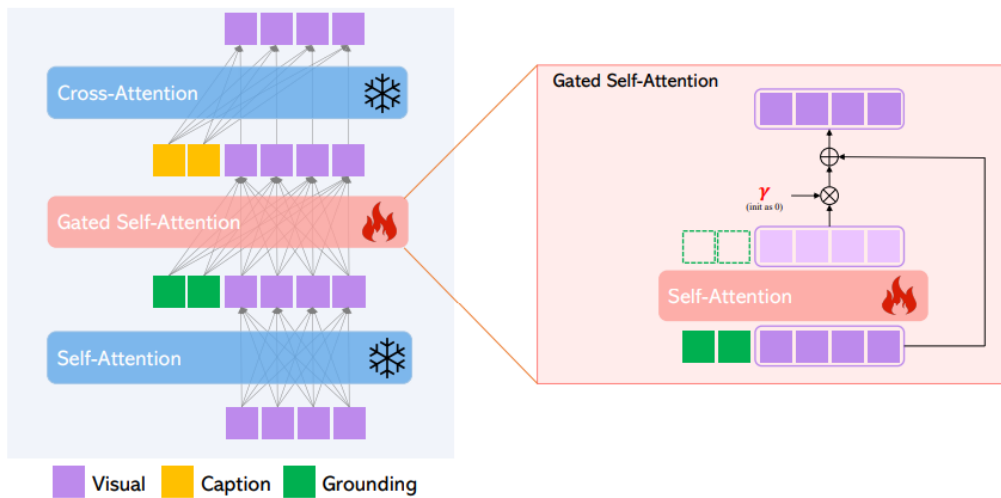 Cross-Attention
Gated Self-Attention
Self-Attention
Visual
Caption
Grounding
Gated Self-Attention
γ
(init as 0)
Self-Attention